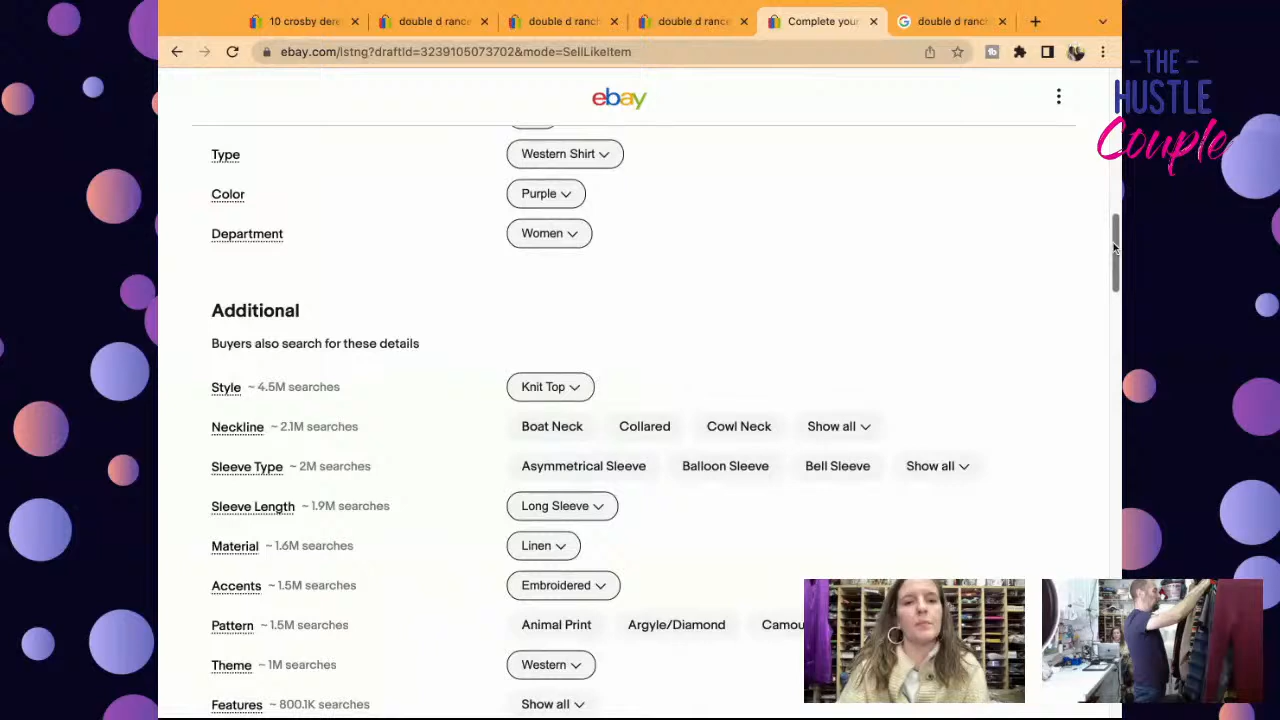 10 crosby dere
double d rance
double d ranch
double d rance
Complete your
double d ranch
ebay.com/lstng?draftId=3239105073702&mode=SellLikeItem
THE
HUSTLE
Couple
ebay
Type Western Shirt
Color Purple
Department Women
Additional
Buyers also search for these details
Style ~ 4.5M searches Knit Top
Neckline ~ 2.1M searches Boat Neck Collared Cowl Neck Show all
Sleeve Type ~ 2M searches Asymmetrical Sleeve Balloon Sleeve Bell Sleeve Show all
Sleeve Length ~ 1.9M searches Long Sleeve
Material ~ 1.6M searches Linen
Accents ~ 1.5M searches Embroidered
Pattern ~ 1.5M searches Animal Print Argyle/Diamond Camou
Theme ~ 1M searches Western
Features ~ 800.1K searches Show all